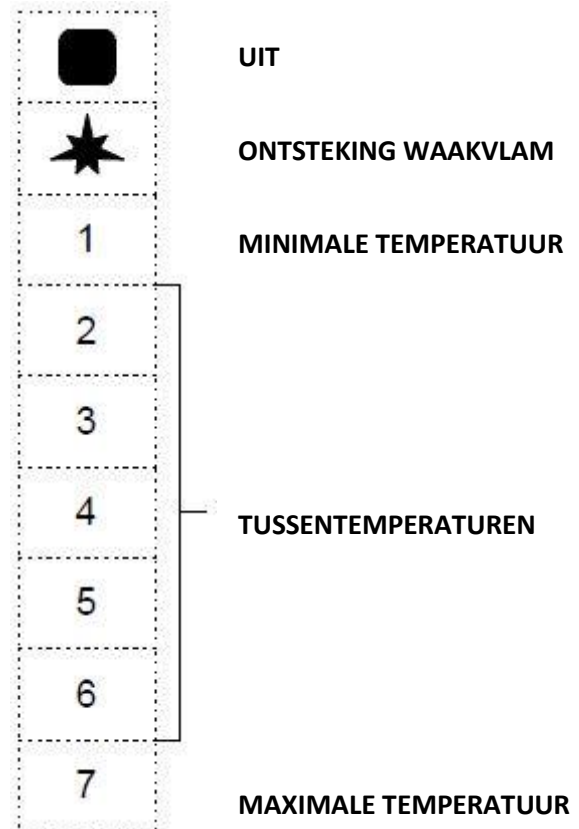 UIT
ONTSTEKING WAAKVLAM
1 MINIMALE TEMPERATUUR
2
3
4 TUSSENTEMPERATUREN
5
6
7 MAXIMALE TEMPERATUUR